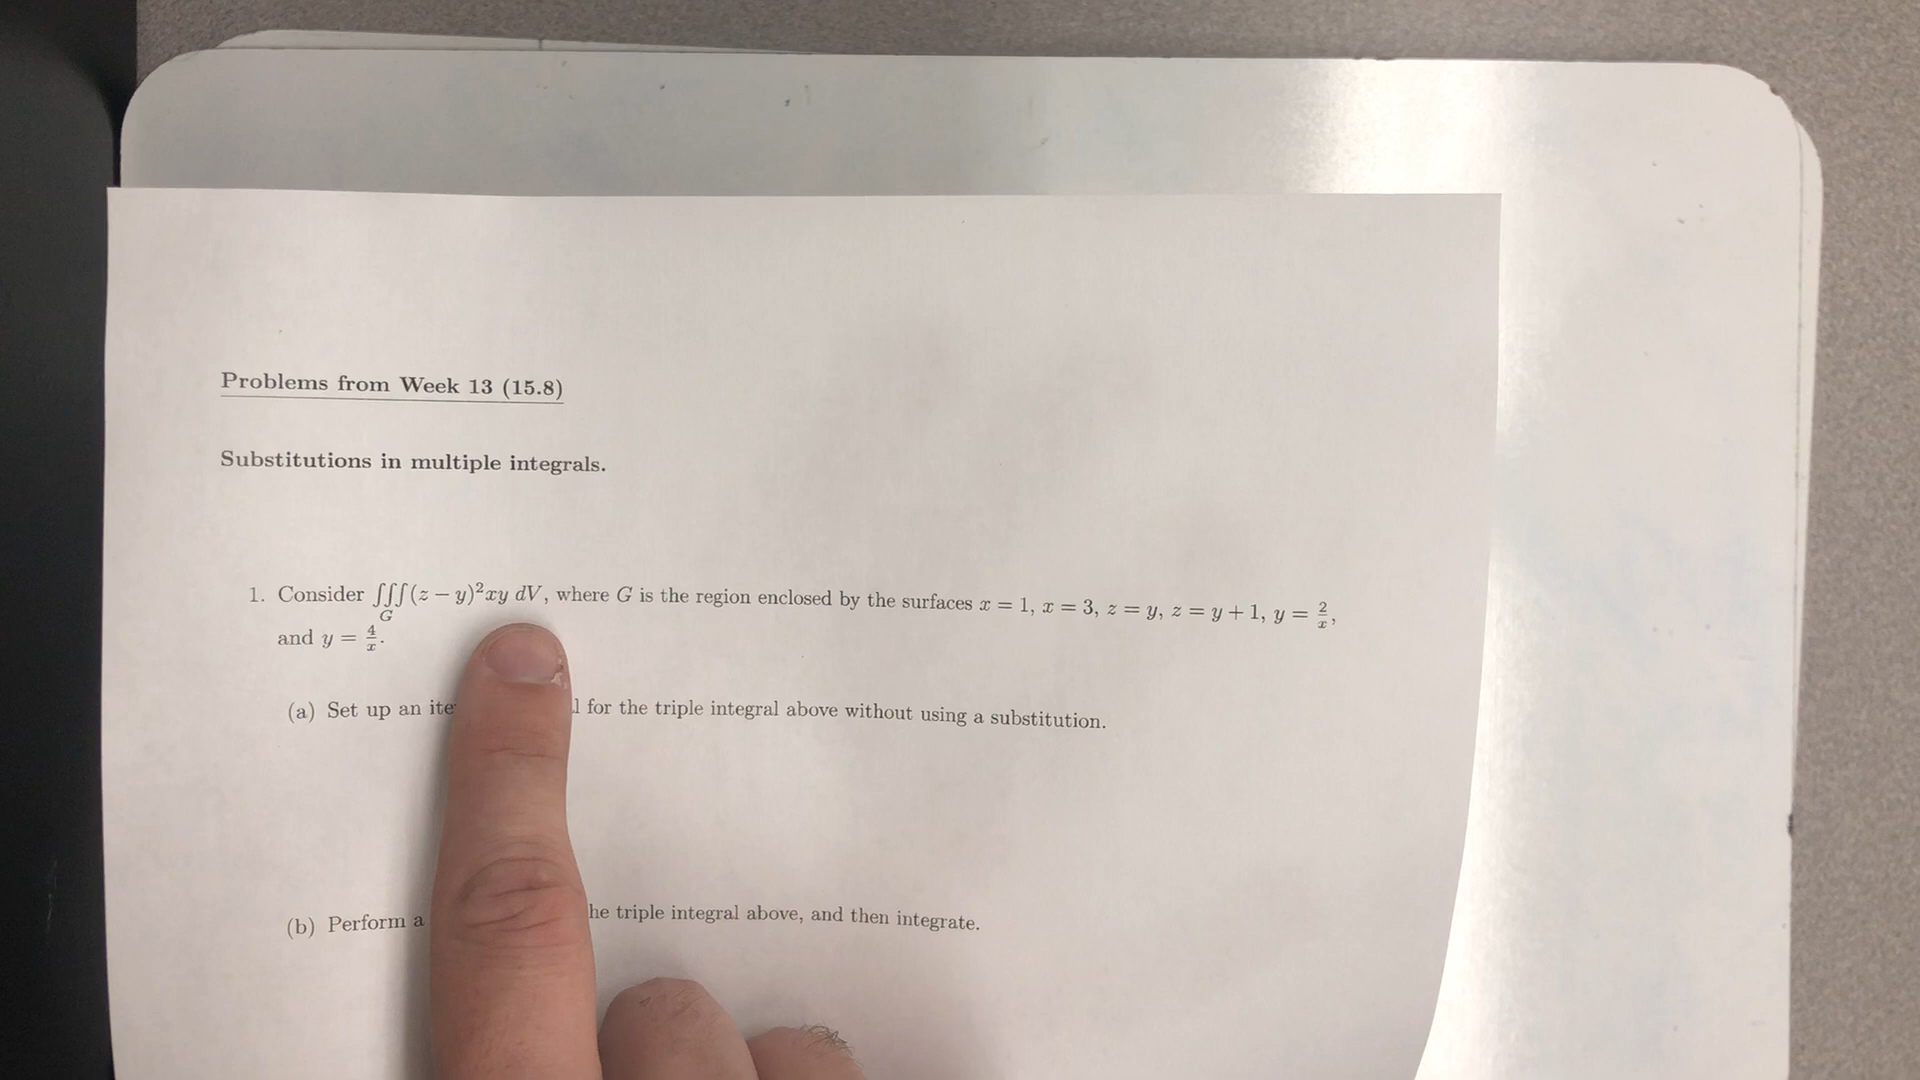 Problems from Week 13 (15.8)
Substitutions in multiple integrals.
1. Consider ∭_G (z − y)²xy dV, where G is the region enclosed by the surfaces x = 1, x = 3, z = y, z = y + 1, y = 2/x,
and y = 4/x.
(a) Set up an for the triple integral above without using a substitution.
(b) Perform a triple integral above, and then integrate.